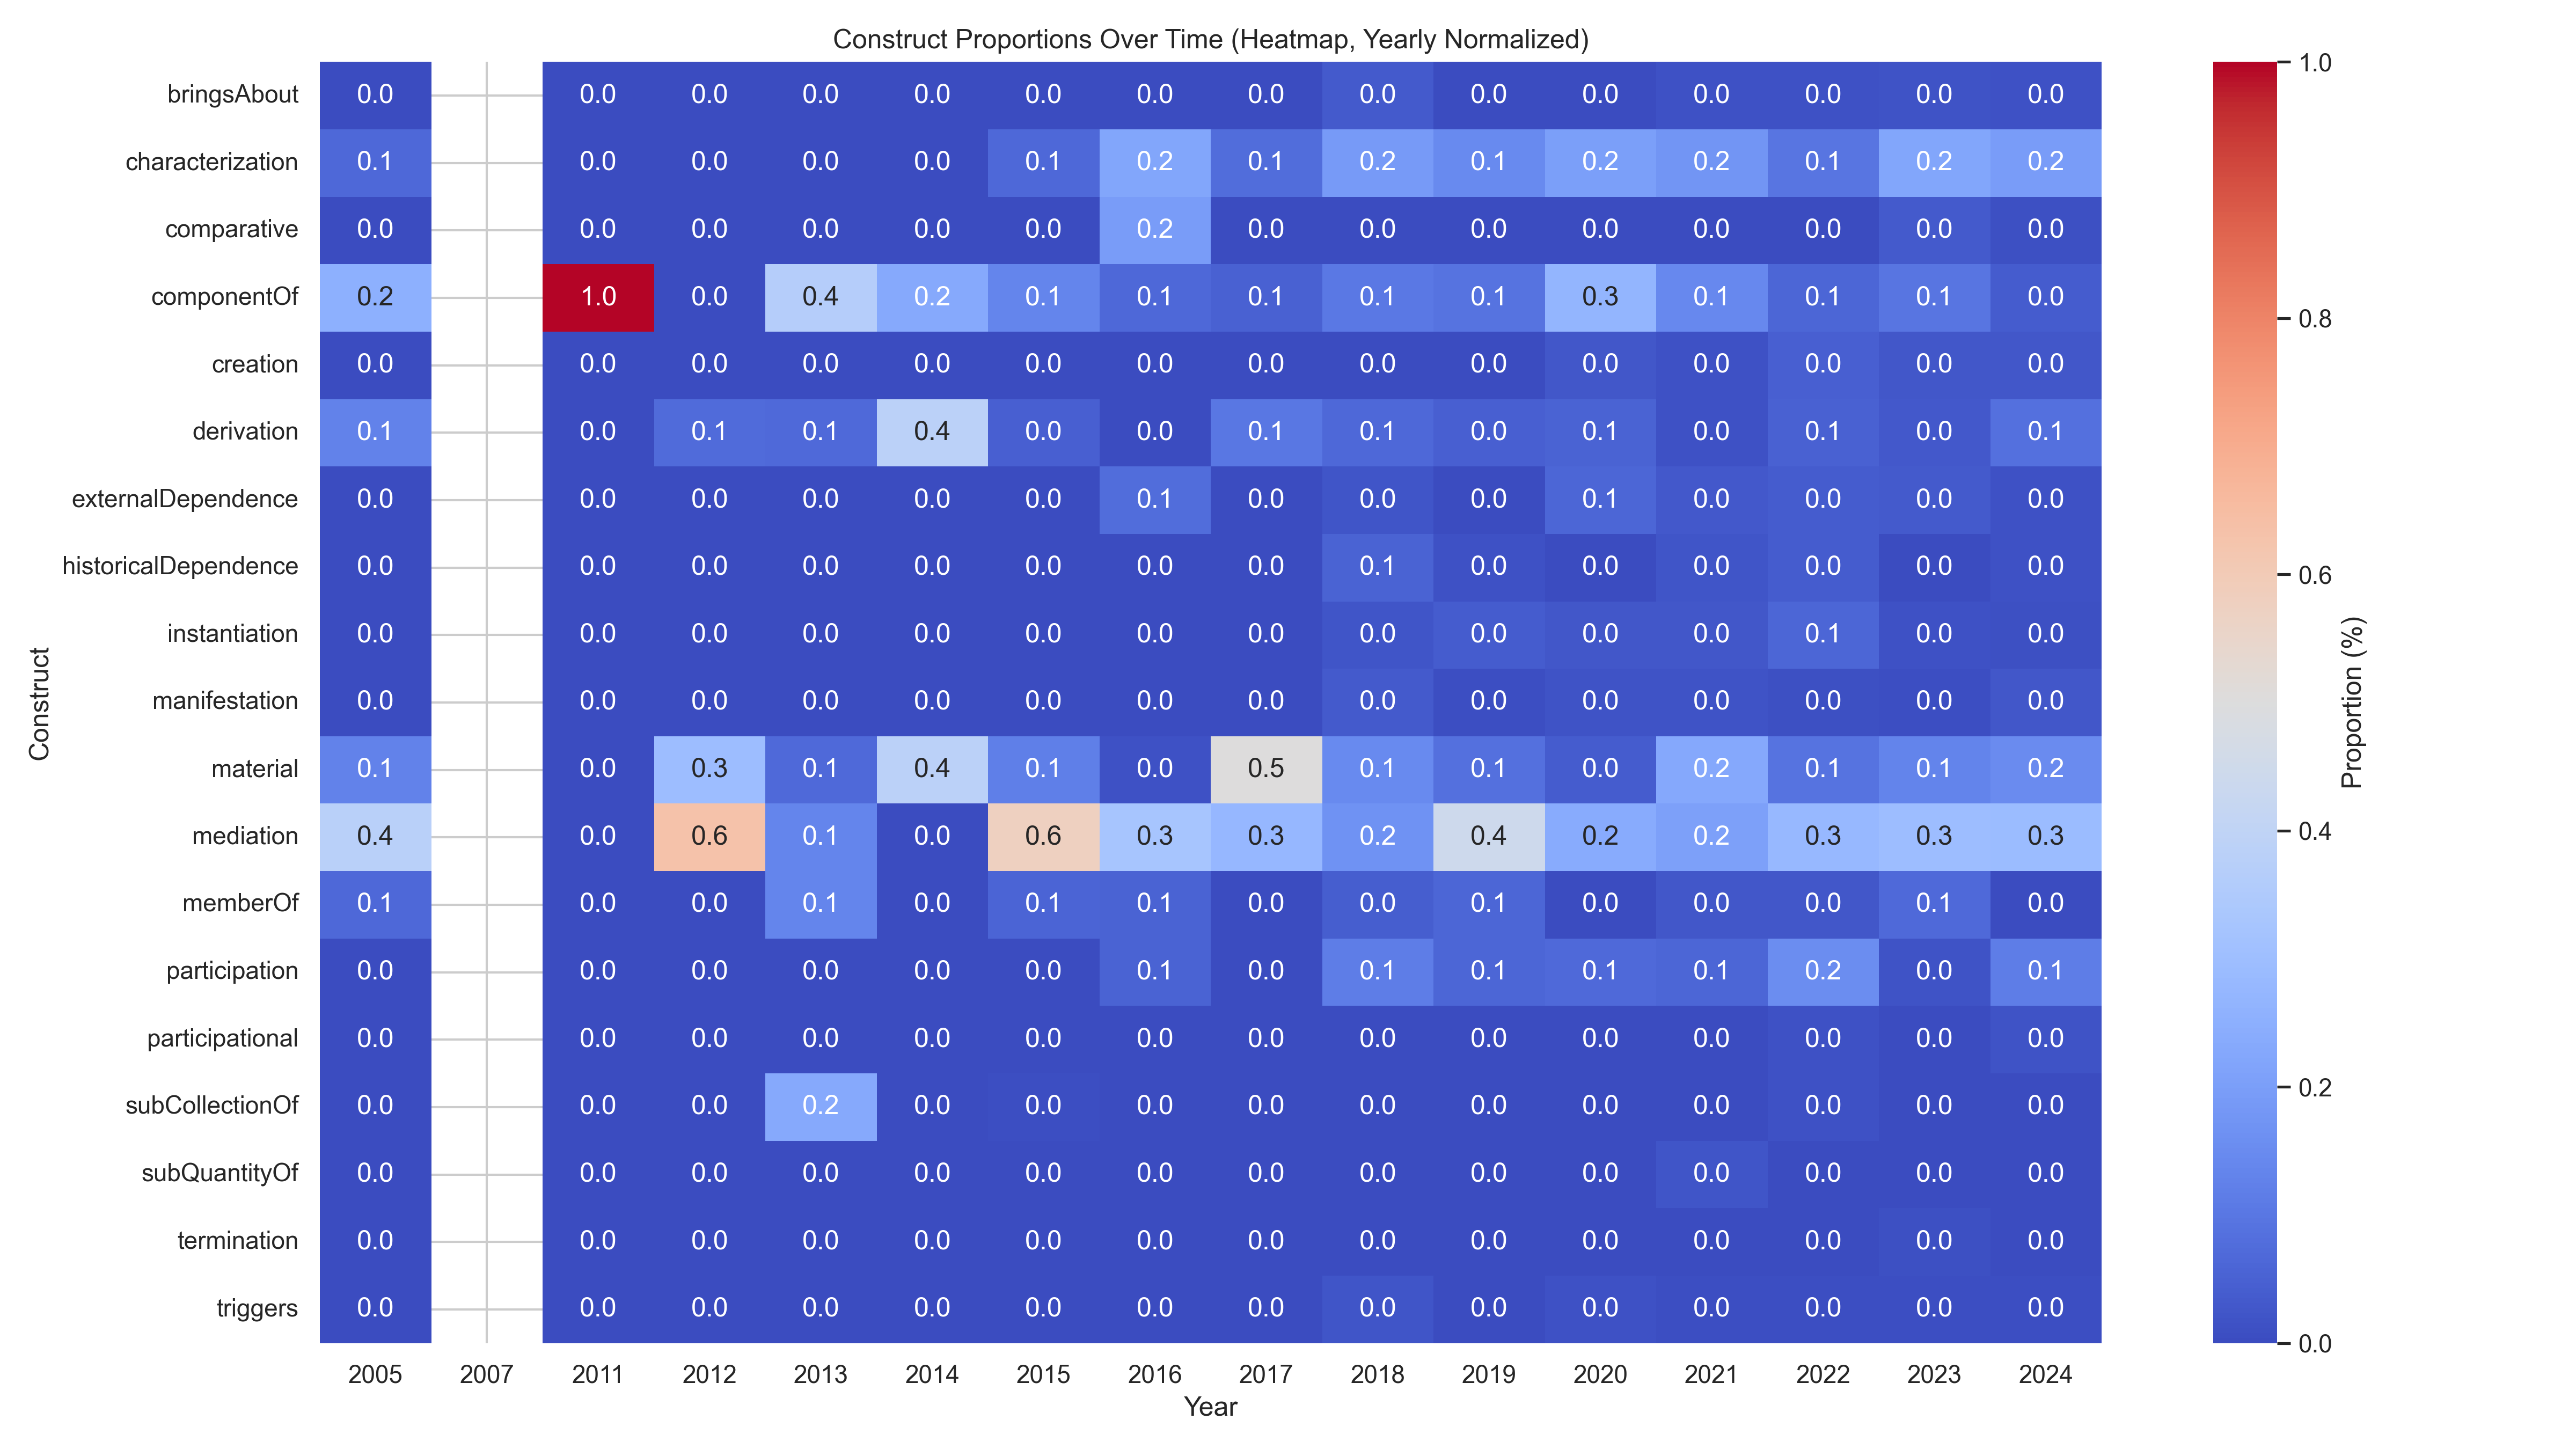 Construct Proportions Over Time (Heatmap, Yearly Normalized)
bringsAbout 0.0 0.0 0.0 0.0 0.0 0.0 0.0 0.0 0.0 0.0 0.0 0.0 0.0 0.0 0.0
characterization 0.1 0.0 0.0 0.0 0.0 0.1 0.2 0.1 0.2 0.1 0.2 0.2 0.1 0.2 0.2
comparative 0.0 0.0 0.0 0.0 0.0 0.0 0.2 0.0 0.0 0.0 0.0 0.0 0.0 0.0 0.0
componentOf 0.2 1.0 0.0 0.4 0.2 0.1 0.1 0.1 0.1 0.1 0.3 0.1 0.1 0.1 0.0
creation 0.0 0.0 0.0 0.0 0.0 0.0 0.0 0.0 0.0 0.0 0.0 0.0 0.0 0.0 0.0
derivation 0.1 0.0 0.1 0.1 0.4 0.0 0.0 0.1 0.1 0.0 0.1 0.0 0.1 0.0 0.1
externalDependence 0.0 0.0 0.0 0.0 0.0 0.0 0.1 0.0 0.0 0.0 0.1 0.0 0.0 0.0 0.0
historicalDependence 0.0 0.0 0.0 0.0 0.0 0.0 0.0 0.0 0.1 0.0 0.0 0.0 0.0 0.0 0.0
instantiation 0.0 0.0 0.0 0.0 0.0 0.0 0.0 0.0 0.0 0.0 0.0 0.0 0.1 0.0 0.0
manifestation 0.0 0.0 0.0 0.0 0.0 0.0 0.0 0.0 0.0 0.0 0.0 0.0 0.0 0.0 0.0
material 0.1 0.0 0.3 0.1 0.4 0.1 0.0 0.5 0.1 0.1 0.0 0.2 0.1 0.1 0.2
mediation 0.4 0.0 0.6 0.1 0.0 0.6 0.3 0.3 0.2 0.4 0.2 0.2 0.3 0.3 0.3
memberOf 0.1 0.0 0.0 0.1 0.0 0.1 0.1 0.0 0.0 0.1 0.0 0.0 0.0 0.1 0.0
participation 0.0 0.0 0.0 0.0 0.0 0.0 0.1 0.0 0.1 0.1 0.1 0.1 0.2 0.0 0.1
participational 0.0 0.0 0.0 0.0 0.0 0.0 0.0 0.0 0.0 0.0 0.0 0.0 0.0 0.0 0.0
subCollectionOf 0.0 0.0 0.0 0.2 0.0 0.0 0.0 0.0 0.0 0.0 0.0 0.0 0.0 0.0 0.0
subQuantityOf 0.0 0.0 0.0 0.0 0.0 0.0 0.0 0.0 0.0 0.0 0.0 0.0 0.0 0.0 0.0
termination 0.0 0.0 0.0 0.0 0.0 0.0 0.0 0.0 0.0 0.0 0.0 0.0 0.0 0.0 0.0
triggers 0.0 0.0 0.0 0.0 0.0 0.0 0.0 0.0 0.0 0.0 0.0 0.0 0.0 0.0 0.0
2005 2007 2011 2012 2013 2014 2015 2016 2017 2018 2019 2020 2021 2022 2023 2024
Year
Construct
1.0
0.8
0.6
0.4
0.2
0.0
Proportion (%)